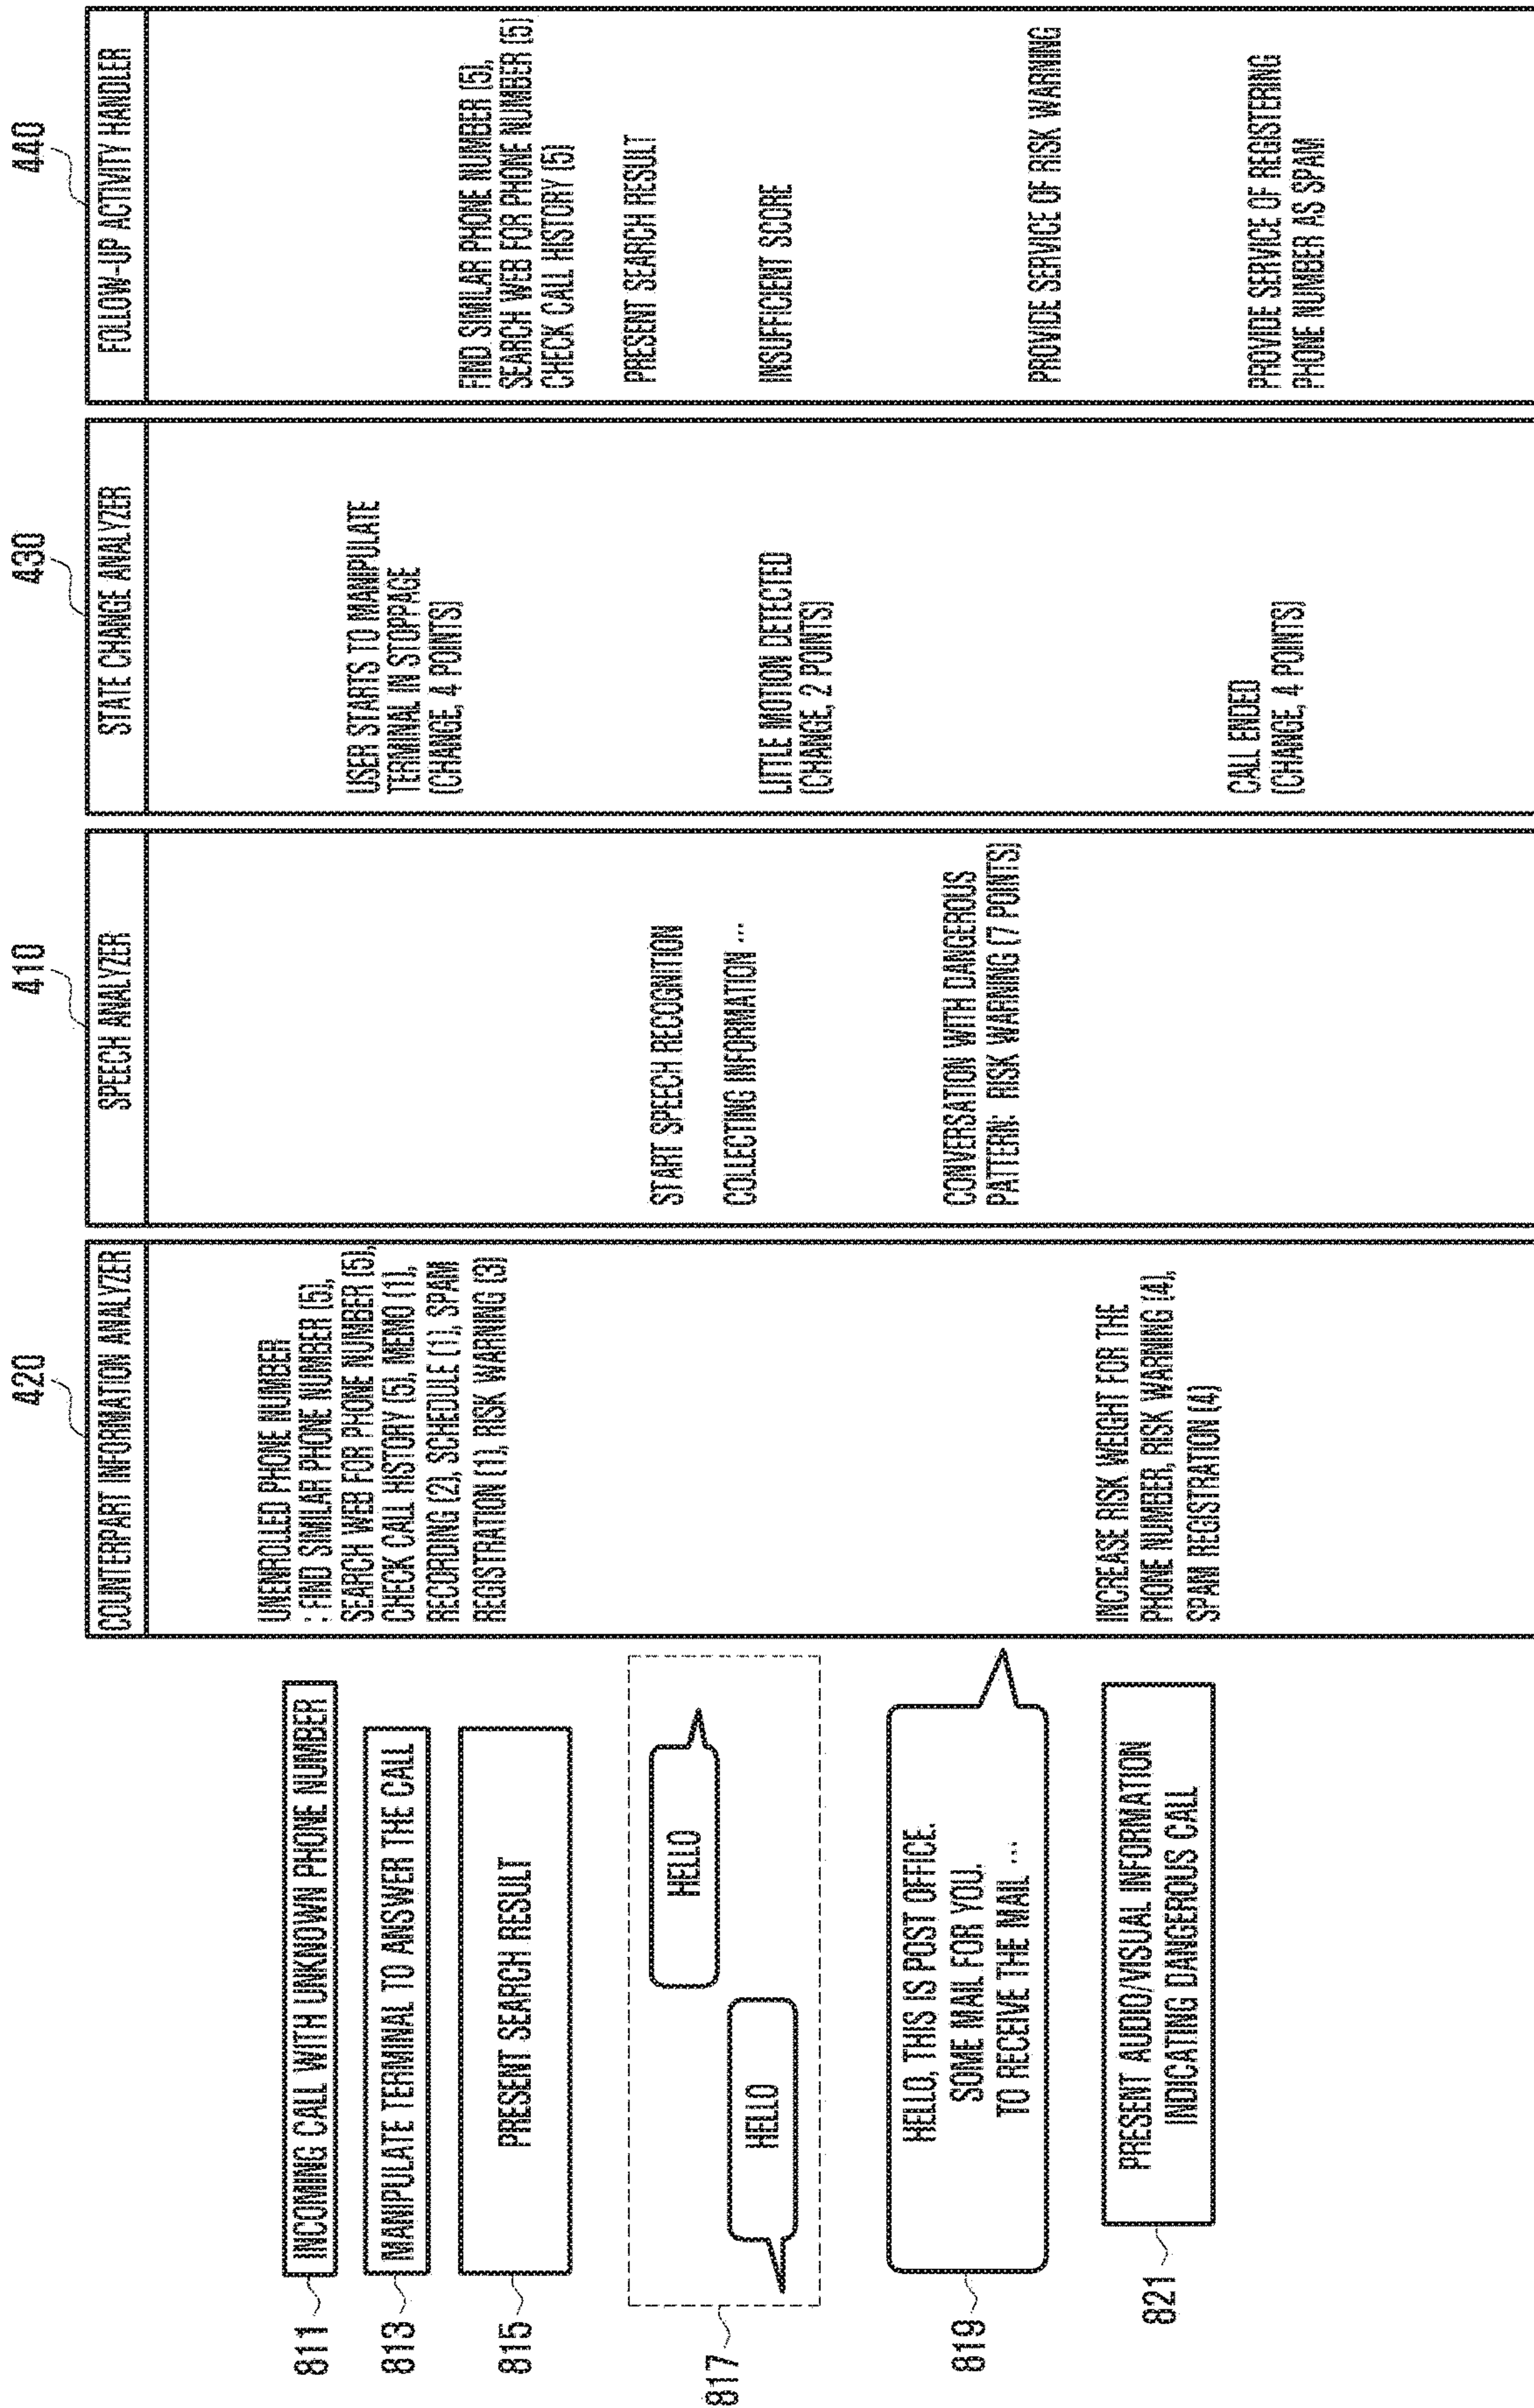 420
COUNTERPART INFORMATION ANALYZER
410
SPEECH ANALYZER
430
STATE CHANGE ANALYZER
440
FOLLOW-UP ACTIVITY HANDLER
811
INCOMING CALL WITH UNKNOWN PHONE NUMBER
UNENROLLED PHONE NUMBER
: FIND SIMILAR PHONE NUMBER (5),
SEARCH WEB FOR PHONE NUMBER (5),
CHECK CALL HISTORY (5), MEMO (1),
RECORDING (2), SCHEDULE (1), SPAM
REGISTRATION (1), RISK WARNING (3)
813
MANIPULATE TERMINAL TO ANSWER THE CALL
USER STARTS TO MANIPULATE
TERMINAL IN STOPPAGE
(CHANGE, 4 POINTS)
815
PRESENT SEARCH RESULT
FIND SIMILAR PHONE NUMBER (5),
SEARCH WEB FOR PHONE NUMBER (5)
CHECK CALL HISTORY (5)
PRESENT SEARCH RESULT
817
HELLO
HELLO
START SPEECH RECOGNITION
COLLECTING INFORMATION ...
LITTLE MOTION DETECTED
(CHANGE, 2 POINTS)
INSUFFICIENT SCORE
819
HELLO, THIS IS POST OFFICE.
SOME MAIL FOR YOU.
TO RECEIVE THE MAIL ...
CONVERSATION WITH DANGEROUS
PATTERN: RISK WARNING (7 POINTS)
PROVIDE SERVICE OF RISK WARNING
821
PRESENT AUDIO/VISUAL INFORMATION
INDICATING DANGEROUS CALL
INCREASE RISK WEIGHT FOR THE
PHONE NUMBER, RISK WARNING (4),
SPAM REGISTRATION (4)
CALL ENDED
(CHANGE, 4 POINTS)
PROVIDE SERVICE OF REGISTERING
PHONE NUMBER AS SPAM